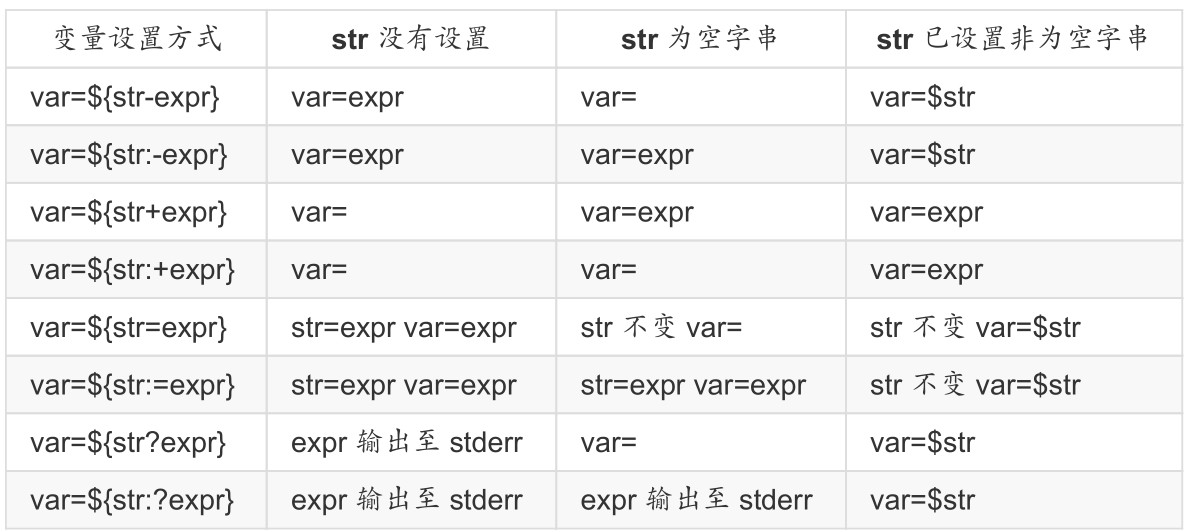 变量设置方式 str 没有设置 str 为空字串 str 已设置非为空字串
var=${str-expr} var=expr var= var=$str
var=${str:-expr} var=expr var=expr var=$str
var=${str+expr} var= var=expr var=expr
var=${str:+expr} var= var= var=expr
var=${str=expr} str=expr var=expr str 不变 var= str 不变 var=$str
var=${str:=expr} str=expr var=expr str=expr var=expr str 不变 var=$str
var=${str?expr} expr 输出至 stderr var= var=$str
var=${str:?expr} expr 输出至 stderr expr 输出至 stderr var=$str